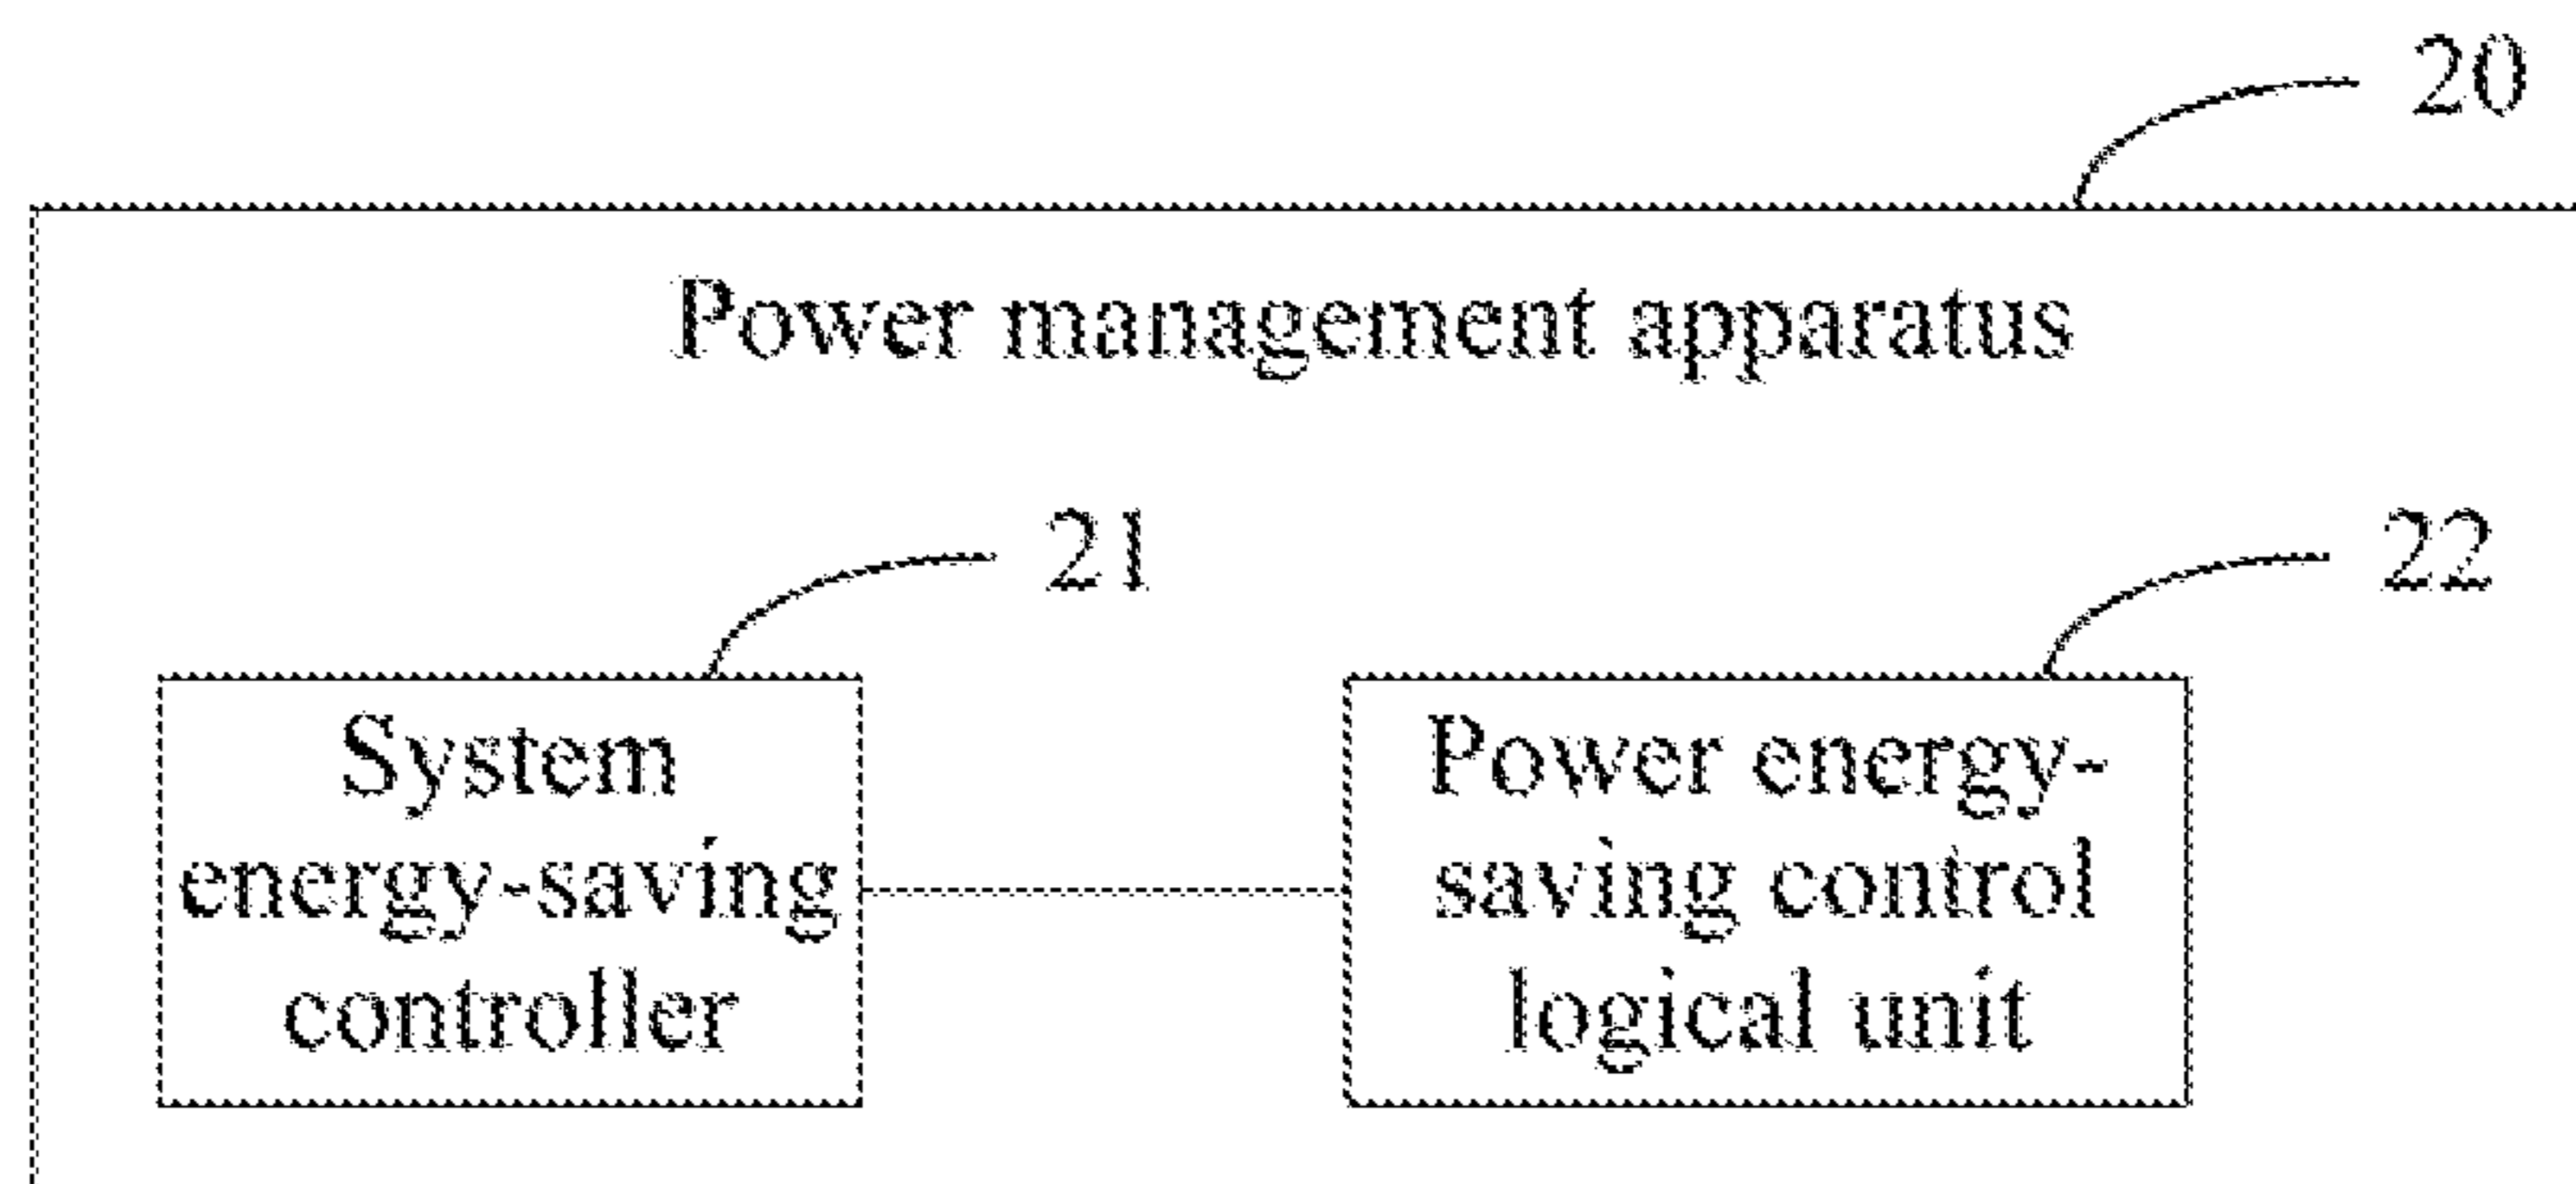 20
Power management apparatus
21
22
System
energy-saving
controller
Power energy-
saving control
logical unit